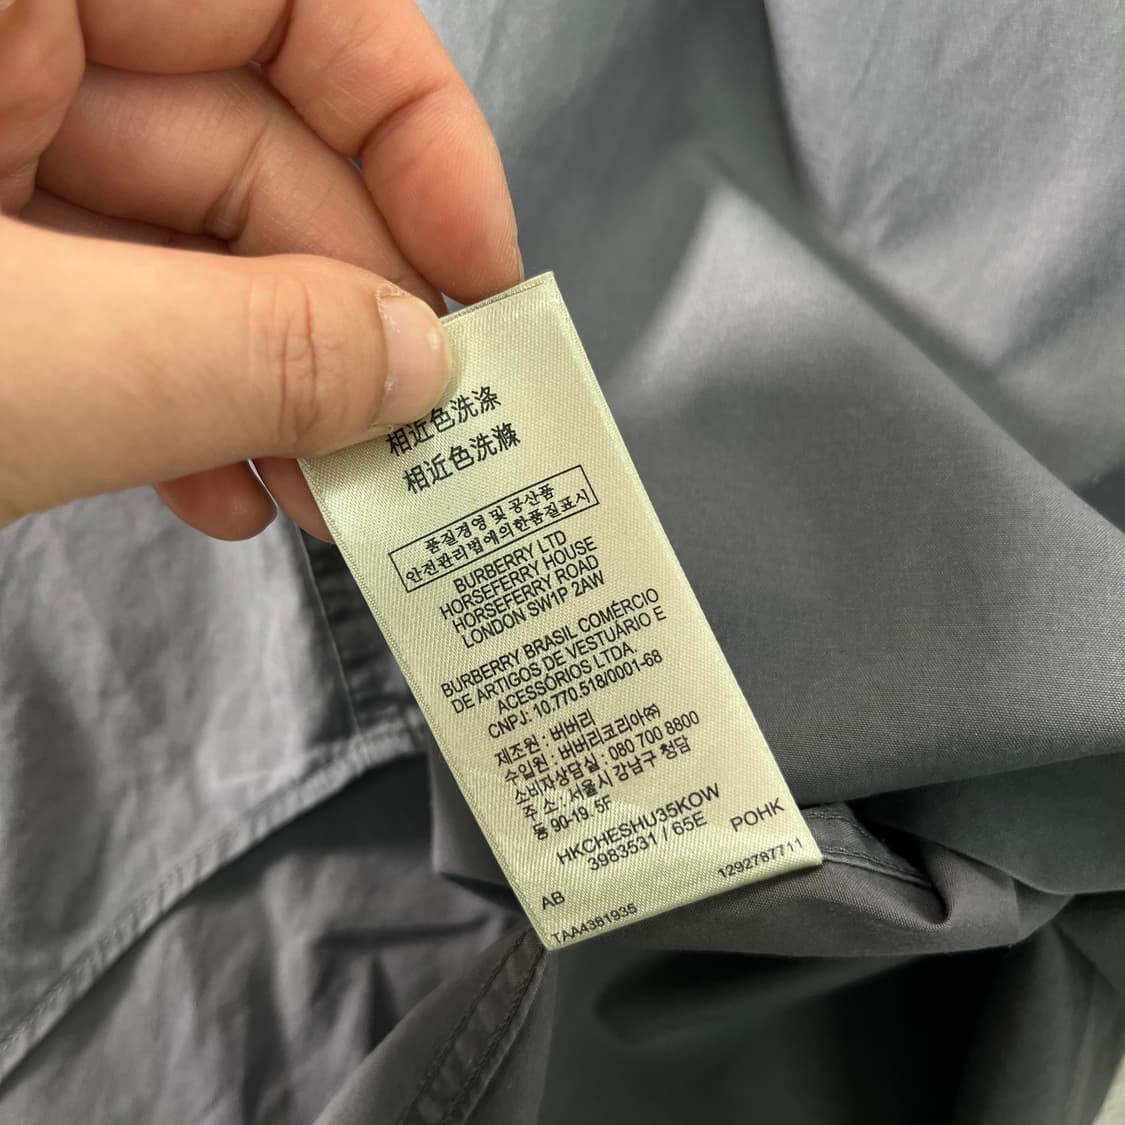 相近色洗涤
相近色洗滌
품질경영 및 공산품
안전관리법에의한품질표시
BURBERRY LTD
HORSEFERRY HOUSE
HORSEFERRY ROAD
LONDON SW1P 2AW
BURBERRY BRASIL COMÉRCIO
DE ARTIGOS DE VESTUÁRIO E
ACESSÓRIOS LTDA
CNPJ: 10.770.518/0001-68
제조원 : 버버리
수입원 : 버버리코리아㈜
소비자상담실 : 080 700 8800
주 소 : 서울시 강남구 청담
동 90-19. 5F
HKCHESHU35KOW
3983531 / 65E
POHK
AB
1292767711
TAA4381935